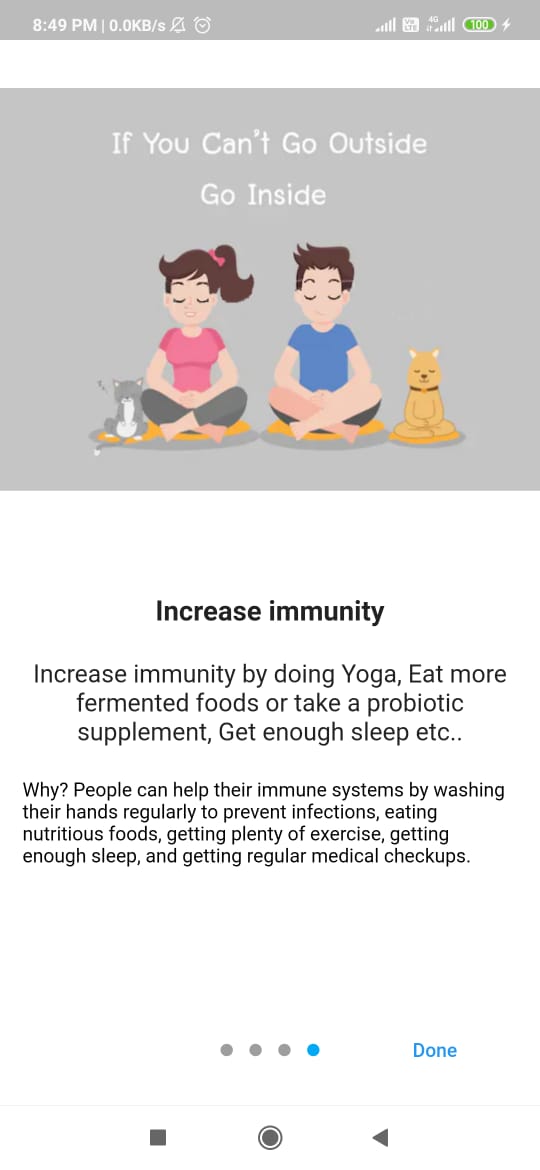 8:49 PM | 0.0KB/s
Vo
LTE
4G
100
If You Can't Go Outside
Go Inside
Increase immunity
Increase immunity by doing Yoga, Eat more
fermented foods or take a probiotic
supplement, Get enough sleep etc..
Why? People can help their immune systems by washing
their hands regularly to prevent infections, eating
nutritious foods, getting plenty of exercise, getting
enough sleep, and getting regular medical checkups.
Done